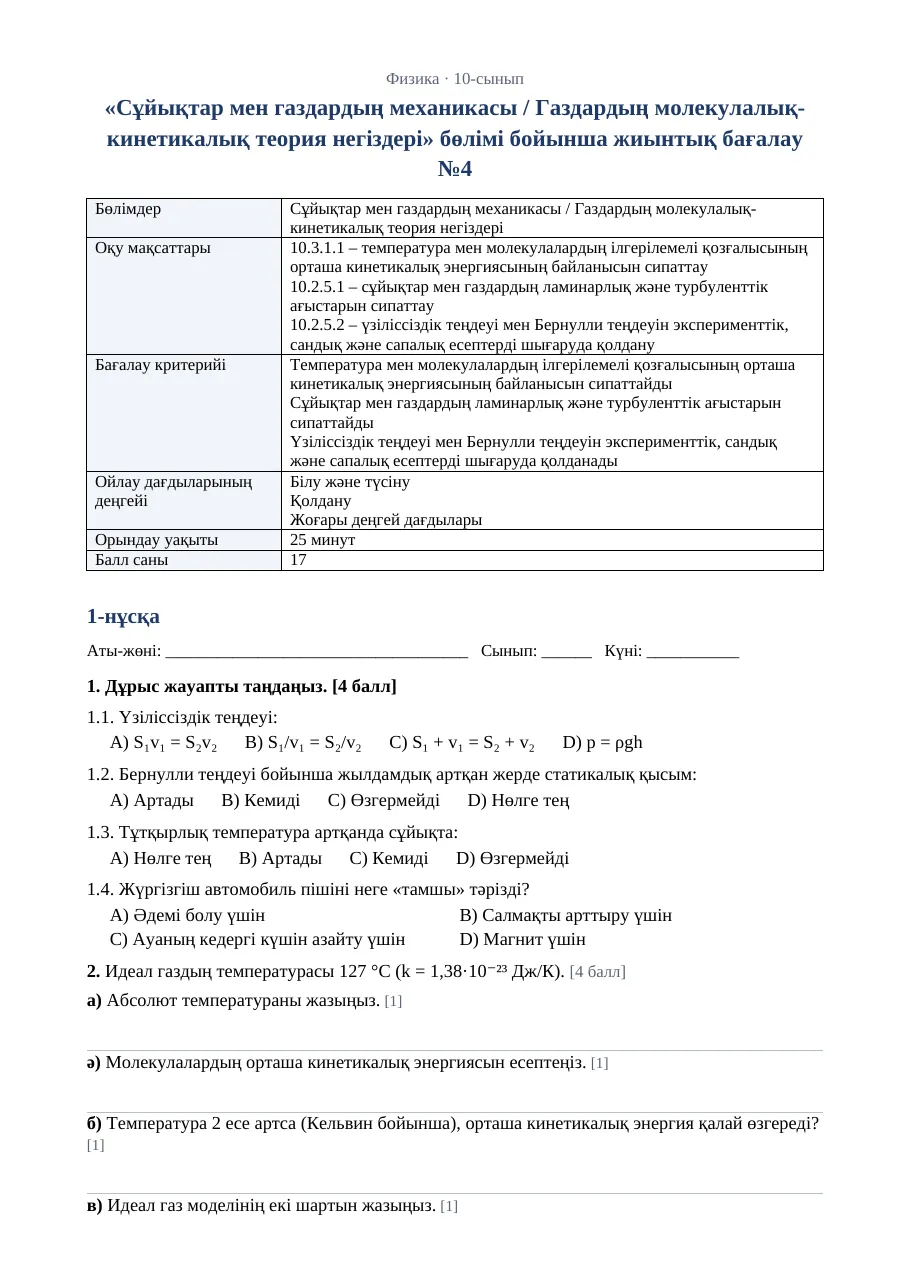 Физика · 10-сынып
«Сұйықтар мен газдардың механикасы / Газдардың молекулалық-
кинетикалық теория негіздері» бөлімі бойынша жиынтық бағалау
№4
Бөлімдер
Сұйықтар мен газдардың механикасы / Газдардың молекулалық-
кинетикалық теория негіздері
Оқу мақсаттары
10.3.1.1 – температура мен молекулалардың ілгерілемелі қозғалысының
орташа кинетикалық энергиясының байланысын сипаттау
10.2.5.1 – сұйықтар мен газдардың ламинарлық және турбуленттік
ағыстарын сипаттау
10.2.5.2 – үзіліссіздік теңдеуі мен Бернулли теңдеуін эксперименттік,
сандық және сапалық есептерді шығаруда қолдану
Бағалау критерийі
Температура мен молекулалардың ілгерілемелі қозғалысының орташа
кинетикалық энергиясының байланысын сипаттайды
Сұйықтар мен газдардың ламинарлық және турбуленттік ағыстарын
сипаттайды
Үзіліссіздік теңдеуі мен Бернулли теңдеуін эксперименттік, сандық
және сапалық есептерді шығаруда қолданады
Ойлау дағдыларының
деңгейі
Білу және түсіну
Қолдану
Жоғары деңгей дағдылары
Орындау уақыты
25 минут
Балл саны
17
1-нұсқа
Аты-жөні: ____________________________________ Сынып: ______ Күні: ___________
1. Дұрыс жауапты таңдаңыз. [4 балл]
1.1. Үзіліссіздік теңдеуі:
A) S₁v₁ = S₂v₂ B) S₁/v₁ = S₂/v₂ C) S₁ + v₁ = S₂ + v₂ D) p = ρgh
1.2. Бернулли теңдеуі бойынша жылдамдық артқан жерде статикалық қысым:
A) Артады B) Кемиді C) Өзгермейді D) Нөлге тең
1.3. Тұтқырлық температура артқанда сұйықта:
A) Нөлге тең B) Артады C) Кемиді D) Өзгермейді
1.4. Жүргізгіш автомобиль пішіні неге «тамшы» тәрізді?
A) Әдемі болу үшін B) Салмақты арттыру үшін
C) Ауаның кедергі күшін азайту үшін D) Магнит үшін
2. Идеал газдың температурасы 127 °C (k = 1,38·10⁻²³ Дж/К). [4 балл]
а) Абсолют температураны жазыңыз. [1]
ә) Молекулалардың орташа кинетикалық энергиясын есептеңіз. [1]
б) Температура 2 есе артса (Кельвин бойынша), орташа кинетикалық энергия қалай өзгереді?
[1]
в) Идеал газ моделінің екі шартын жазыңыз. [1]